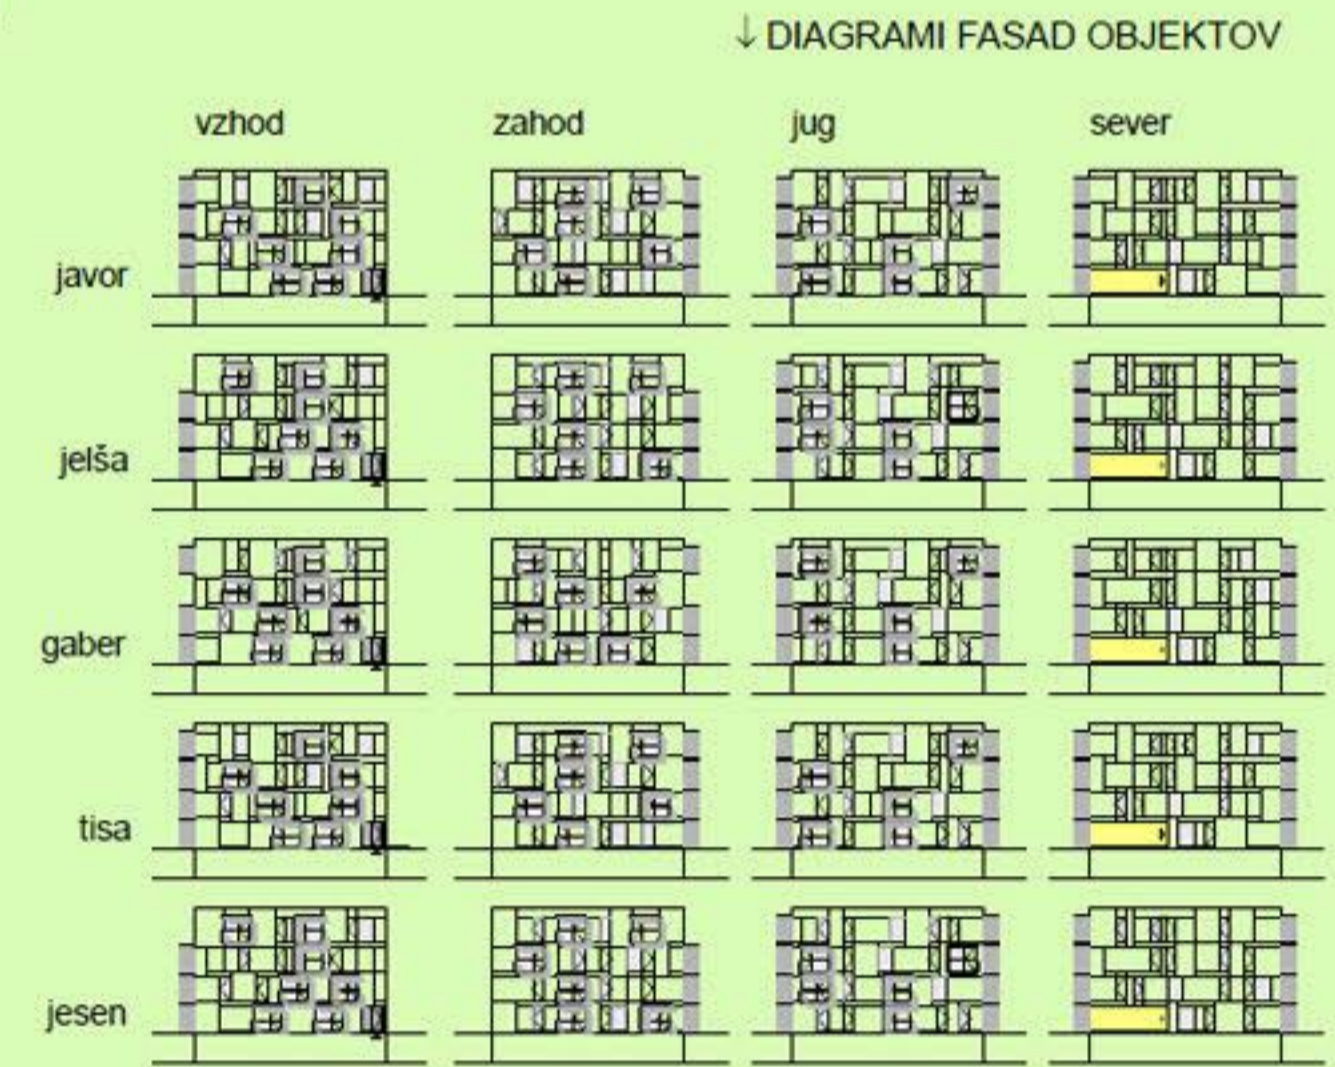 ↓ DIAGRAMI FASAD OBJEKTOV
vzhod zahod jug sever
javor
jelša
gaber
tisa
jesen